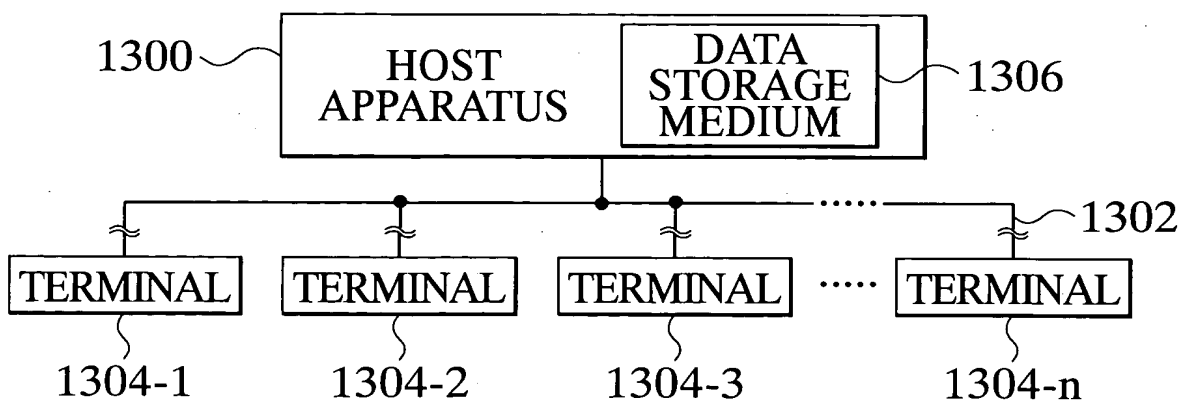 1300
HOST
APPARATUS
DATA
STORAGE
MEDIUM
1306
1302
TERMINAL
TERMINAL
TERMINAL
TERMINAL
1304-1
1304-2
1304-3
1304-n